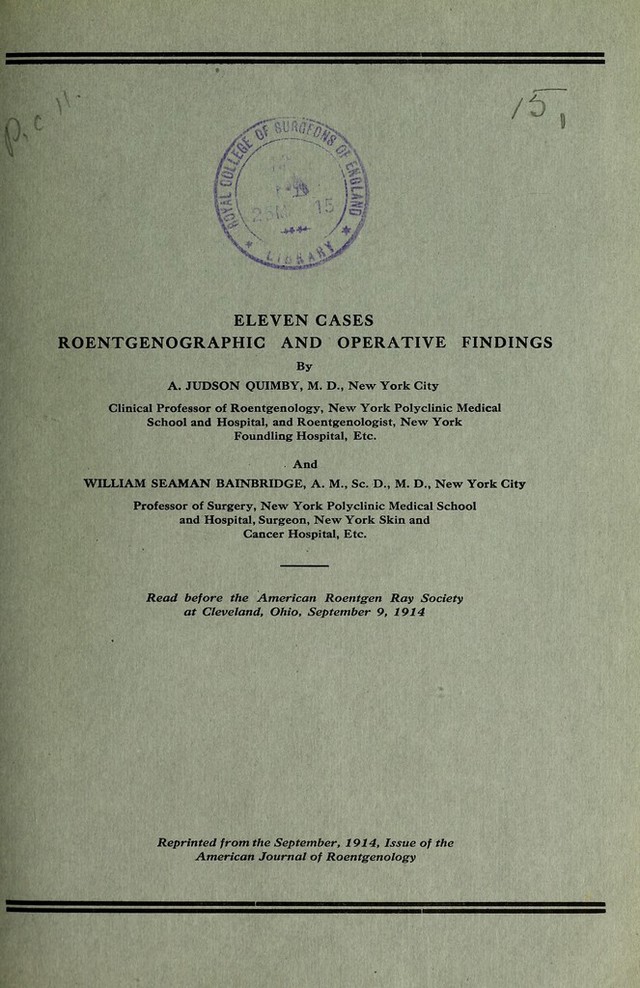 p.c 11.
15,
ROYAL COLLEGE OF SURGEONS OF ENGLAND
15
* LIBRARY *
ELEVEN CASES
ROENTGENOGRAPHIC AND OPERATIVE FINDINGS
By
A. JUDSON QUIMBY, M. D., New York City
Clinical Professor of Roentgenology, New York Polyclinic Medical
School and Hospital, and Roentgenologist, New York
Foundling Hospital, Etc.
And
WILLIAM SEAMAN BAINBRIDGE, A. M., Sc. D., M. D., New York City
Professor of Surgery, New York Polyclinic Medical School
and Hospital, Surgeon, New York Skin and
Cancer Hospital, Etc.
Read before the American Roentgen Ray Society
at Cleveland, Ohio, September 9, 1914
Reprinted from the September, 1914, Issue of the
American Journal of Roentgenology